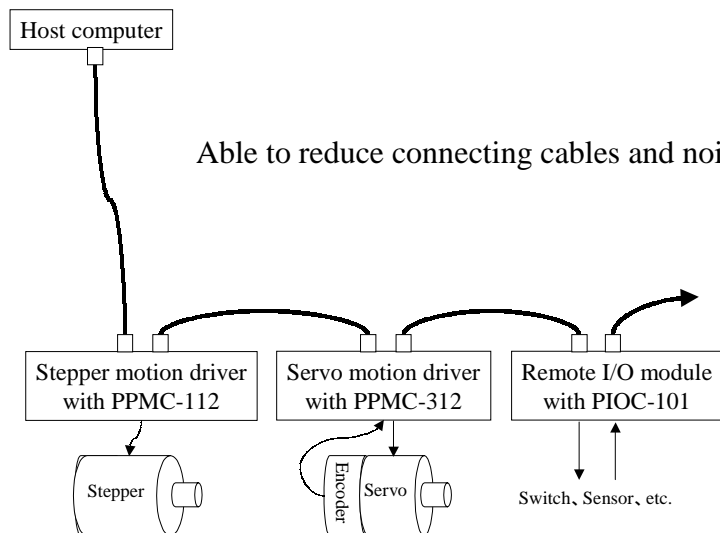 Host computer
Able to reduce connecting cables and noi
Stepper motion driver
with PPMC-112
Servo motion driver
with PPMC-312
Remote I/O module
with PIOC-101
Stepper
Encoder
Servo
Switch、Sensor、etc.